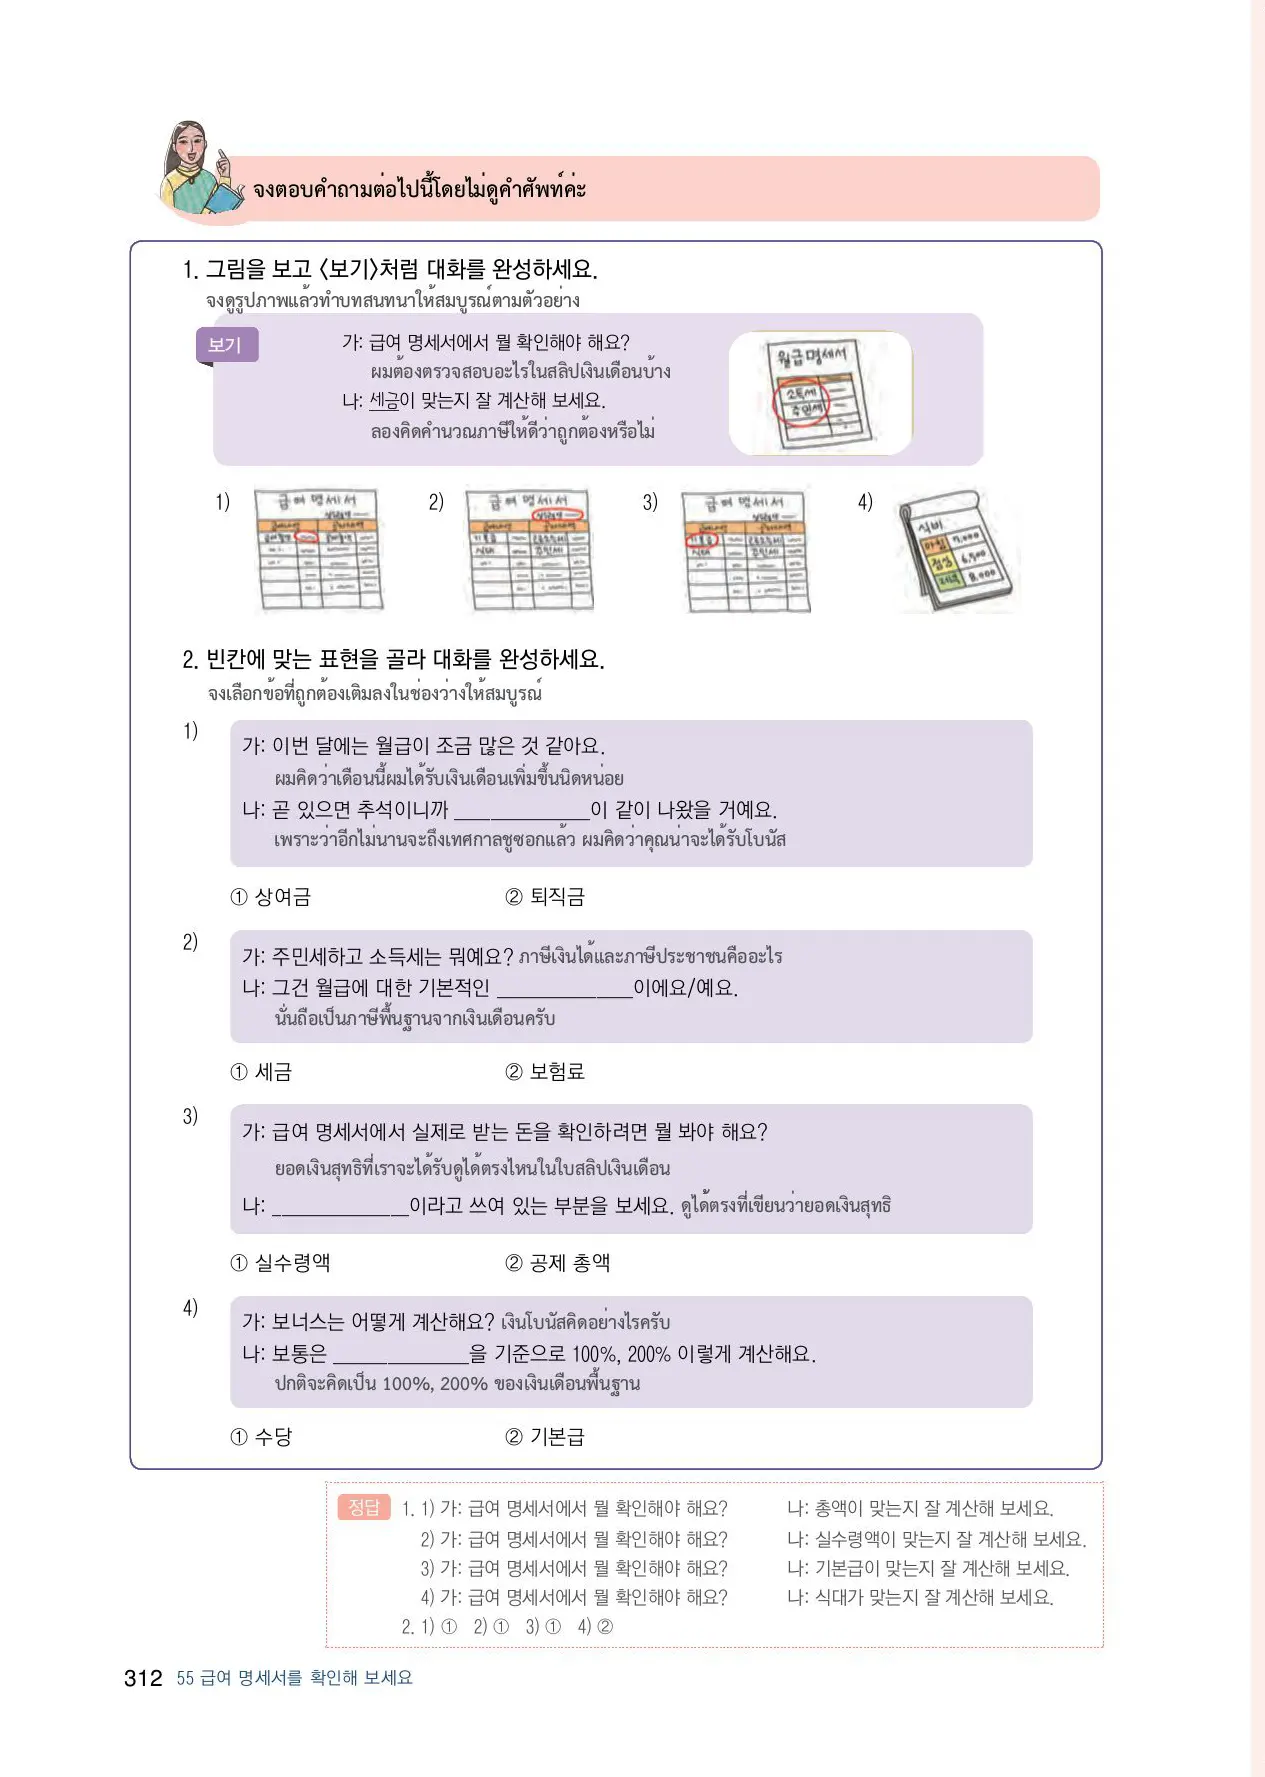 จงตอบคำถามต่อไปนี้โดยไม่ดูคำศัพท์ค่ะ
1. 그림을 보고 〈보기〉처럼 대화를 완성하세요.
จงดูรูปภาพแล้วทำบทสนทนาให้สมบูรณ์ตามตัวอย่าง
보기
가: 급여 명세서에서 뭘 확인해야 해요?
ผมต้องตรวจสอบอะไรในสลิปเงินเดือนบ้าง
나: 세금이 맞는지 잘 계산해 보세요.
ลองคิดคำนวณภาษีให้ดีว่าถูกต้องหรือไม่
월급명세서
소득세
주민세
1)
급여 명세서
2)
급여 명세서
기본급
식대 주민세
3)
급여 명세서
기본급
식대 주민세
4)
식비
아침 7,000
점심 6,500
저녁 8,000
2. 빈칸에 맞는 표현을 골라 대화를 완성하세요.
จงเลือกข้อที่ถูกต้องเติมลงในช่องว่างให้สมบูรณ์
1)
가: 이번 달에는 월급이 조금 많은 것 같아요.
ผมคิดว่าเดือนนี้ผมได้รับเงินเดือนเพิ่มขึ้นนิดหน่อย
나: 곧 있으면 추석이니까 ______________이 같이 나왔을 거예요.
เพราะว่าอีกไม่นานจะถึงเทศกาลชูซอกแล้ว ผมคิดว่าคุณน่าจะได้รับโบนัส
① 상여금 ② 퇴직금
2)
가: 주민세하고 소득세는 뭐예요? ภาษีเงินได้และภาษีประชาชนคืออะไร
나: 그건 월급에 대한 기본적인 ______________이에요/예요.
นั่นถือเป็นภาษีพื้นฐานจากเงินเดือนครับ
① 세금 ② 보험료
3)
가: 급여 명세서에서 실제로 받는 돈을 확인하려면 뭘 봐야 해요?
ยอดเงินสุทธิที่เราจะได้รับดูได้ตรงไหนในใบสลิปเงินเดือน
나: ______________이라고 쓰여 있는 부분을 보세요. ดูได้ตรงที่เขียนว่ายอดเงินสุทธิ
① 실수령액 ② 공제 총액
4)
가: 보너스는 어떻게 계산해요? เงินโบนัสคิดอย่างไรครับ
나: 보통은 ______________을 기준으로 100%, 200% 이렇게 계산해요.
ปกติจะคิดเป็น 100%, 200% ของเงินเดือนพื้นฐาน
① 수당 ② 기본급
정답 1. 1) 가: 급여 명세서에서 뭘 확인해야 해요? 나: 총액이 맞는지 잘 계산해 보세요.
2) 가: 급여 명세서에서 뭘 확인해야 해요? 나: 실수령액이 맞는지 잘 계산해 보세요.
3) 가: 급여 명세서에서 뭘 확인해야 해요? 나: 기본급이 맞는지 잘 계산해 보세요.
4) 가: 급여 명세서에서 뭘 확인해야 해요? 나: 식대가 맞는지 잘 계산해 보세요.
2. 1) ① 2) ① 3) ① 4) ②
312 55 급여 명세서를 확인해 보세요